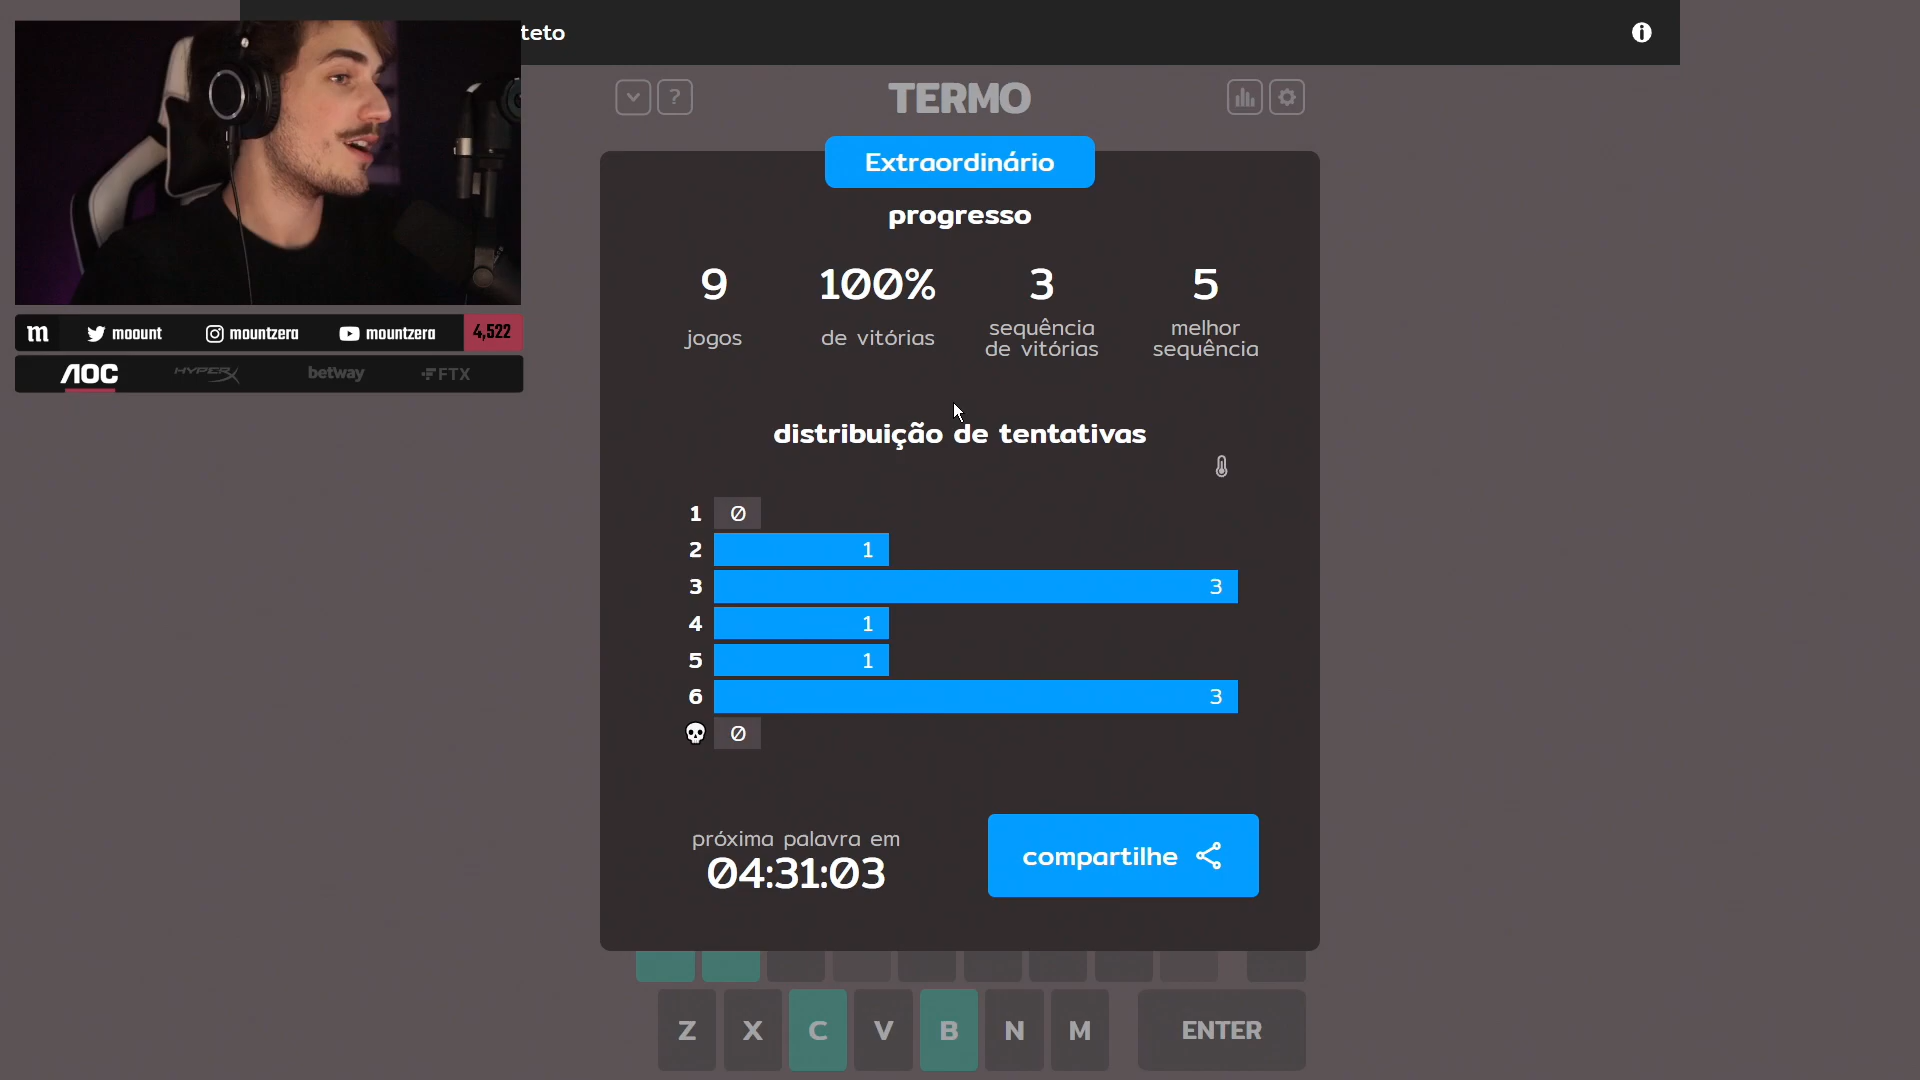 teto
TERMO
?
Extraordinário
progresso
9 100% 3 5
jogos de vitórias sequência de vitórias melhor sequência
m moount mountzera mountzera 4,522
AOC HYPERX betway FTX
distribuição de tentativas
1 0
2 1
3 3
4 1
5 1
6 3
0
próxima palavra em
04:31:03
compartilhe
Z X C V B N M ENTER